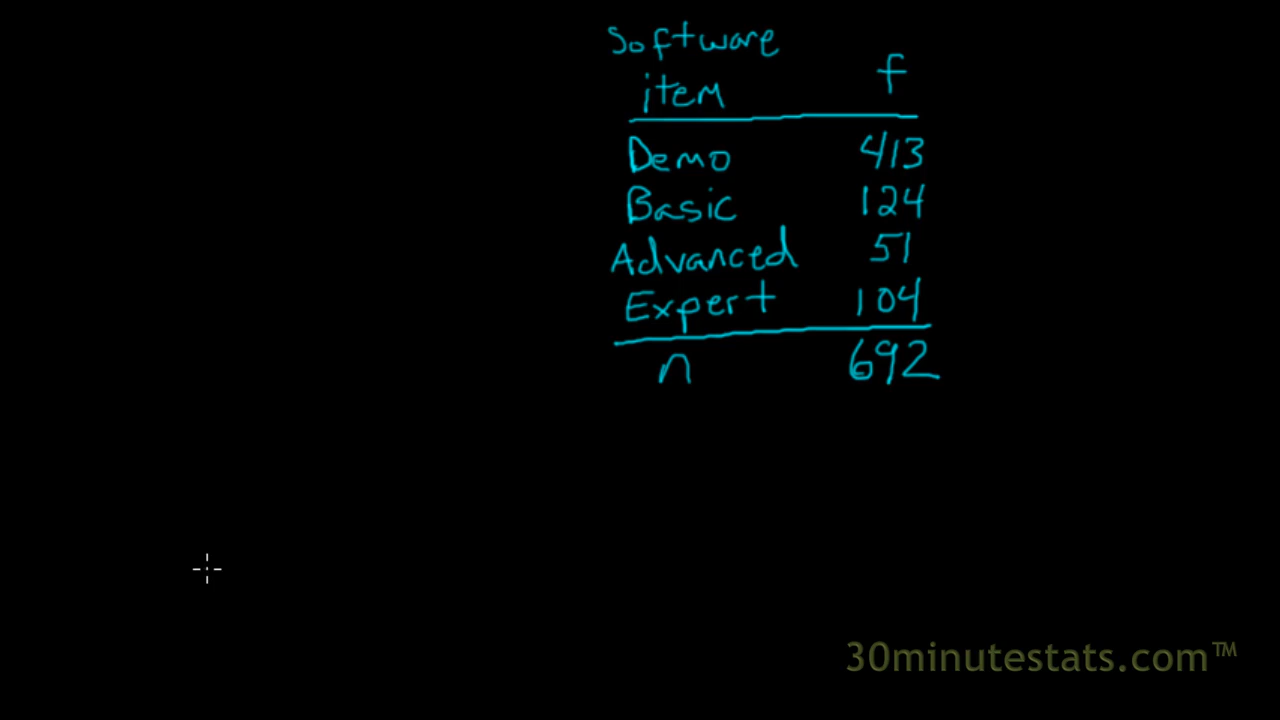 Software
item f
Demo 413
Basic 124
Advanced 51
Expert 104
n 692
30minutestats.com™